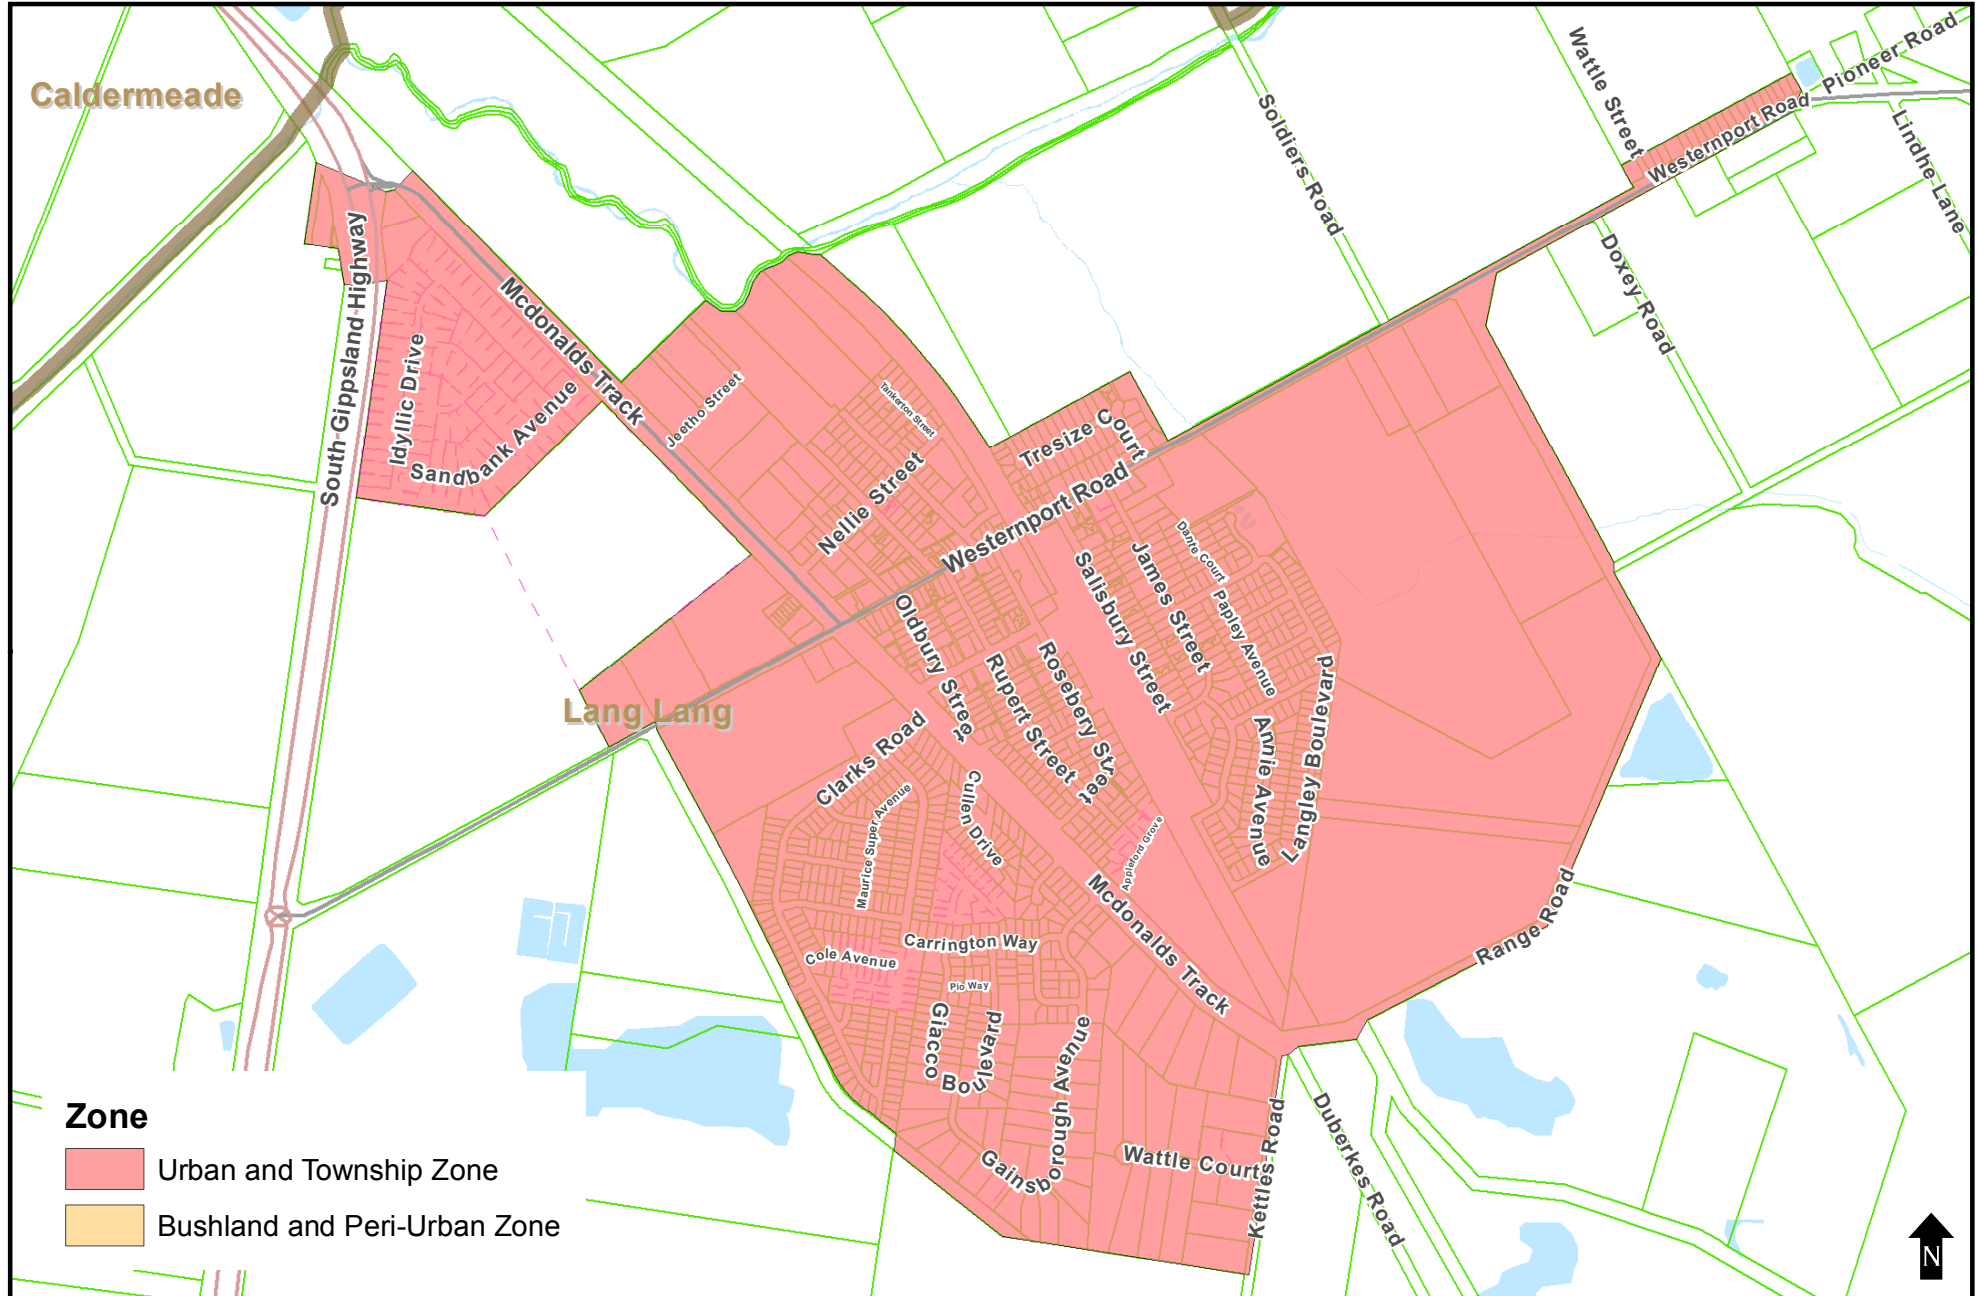 Caldermeade
Wattle Street
Pioneer Road
Westernport Road
Lindhe Lane
Soldiers Road
Doxey Road
South Gippsland Highway
Mcdonalds Track
Idyllic Drive
Sandbank Avenue
Jeetho Street
Tankerton Street
Nellie Street
Tresize Court
Westernport Road
Dante Court
James Street
Salisbury Street
Papley Avenue
Oldbury Street
Rupert Street
Rosebery Street
Lang Lang
Clarks Road
Annie Avenue
Langley Boulevard
Maurice Super Avenue
Cullen Drive
Appleford Grove
Mcdonalds Track
Range Road
Carrington Way
Cole Avenue
Pio Way
Giacco Boulevard
Gainsborough Avenue
Wattle Court
Kettles Road
Duberkes Road
Zone
Urban and Township Zone
Bushland and Peri-Urban Zone
N